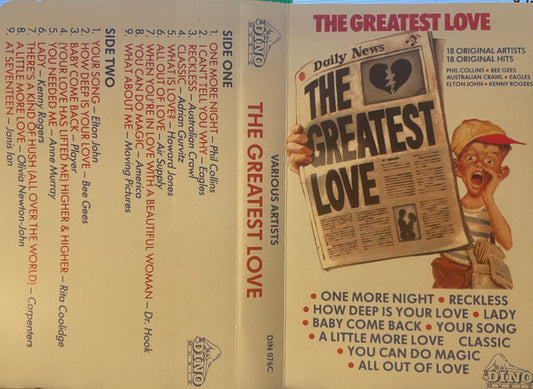 DINO
MUSIC
SIDE ONE
1. ONE MORE NIGHT – Phil Collins
2. I CAN'T TELL YOU WHY – Eagles
3. RECKLESS – Australian Crawl
4. CLASSIC – Adrian Gurvitz
5. WHAT IS LOVE – Howard Jones
6. ALL OUT OF LOVE – Air Supply
7. WHEN YOU'RE IN LOVE WITH A BEAUTIFUL WOMAN – Dr. Hook
8. YOU CAN DO MAGIC – America
9. WHAT ABOUT ME – Moving Pictures
SIDE TWO
1. YOUR SONG – Elton John
2. HOW DEEP IS YOUR LOVE – Bee Gees
3. BABY COME BACK – Player
4. (YOUR LOVE HAS LIFTED ME) HIGHER & HIGHER – Rita Coolidge
5. YOU NEEDED ME – Anne Murray
6. LADY – Kenny Rogers
7. THERE'S A KIND OF HUSH (ALL OVER THE WORLD) – Carpenters
8. A LITTLE MORE LOVE – Olivia Newton-John
9. AT SEVENTEEN – Janis Ian
DINO
MUSIC
VARIOUS ARTISTS
THE GREATEST LOVE
DIN 076C
THE GREATEST LOVE
18 ORIGINAL ARTISTS
18 ORIGINAL HITS
PHIL COLLINS • BEE GEES
AUSTRALIAN CRAWL • EAGLES
ELTON JOHN • KENNY ROGERS
Daily News
THE
GREATEST
LOVE
• ONE MORE NIGHT • RECKLESS
• HOW DEEP IS YOUR LOVE • LADY
• BABY COME BACK • YOUR SONG
• A LITTLE MORE LOVE CLASSIC
• YOU CAN DO MAGIC
• ALL OUT OF LOVE
DINO
MUSIC